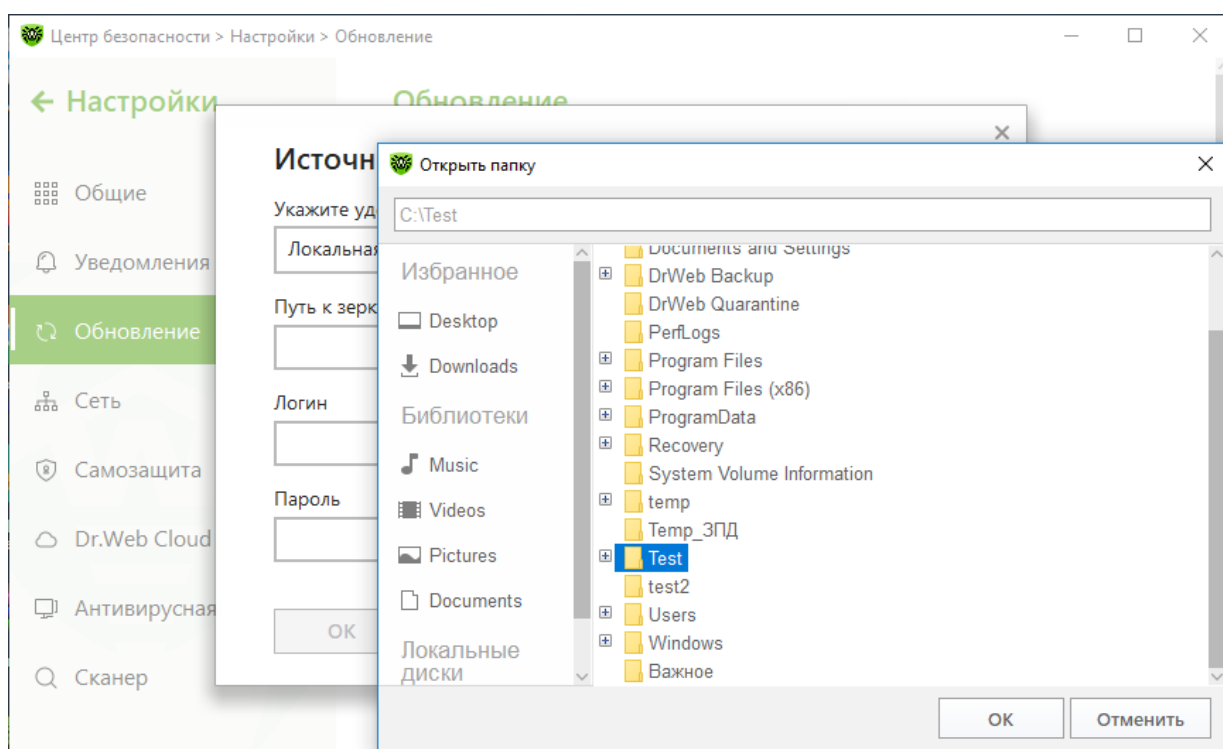 Центр безопасности > Настройки > Обновление
Настройки
Обновление
Общие
Уведомления
Обновление
Сеть
Самозащита
Dr.Web Cloud
Антивирусная
Сканер
Укажите
Локальная
Путь к
Логин
Пароль
OK
Открыть папку
C:\Test
Избранное
Desktop
Downloads
Библиотеки
Music
Videos
Pictures
Documents
Локальные
диски
Documents and Settings
DrWeb Backup
DrWeb Quarantine
PerfLogs
Program Files
Program Files (x86)
ProgramData
Recovery
System Volume Information
temp
Temp_ЗПД
Test
test2
Users
Windows
Важное
OK
Отменить